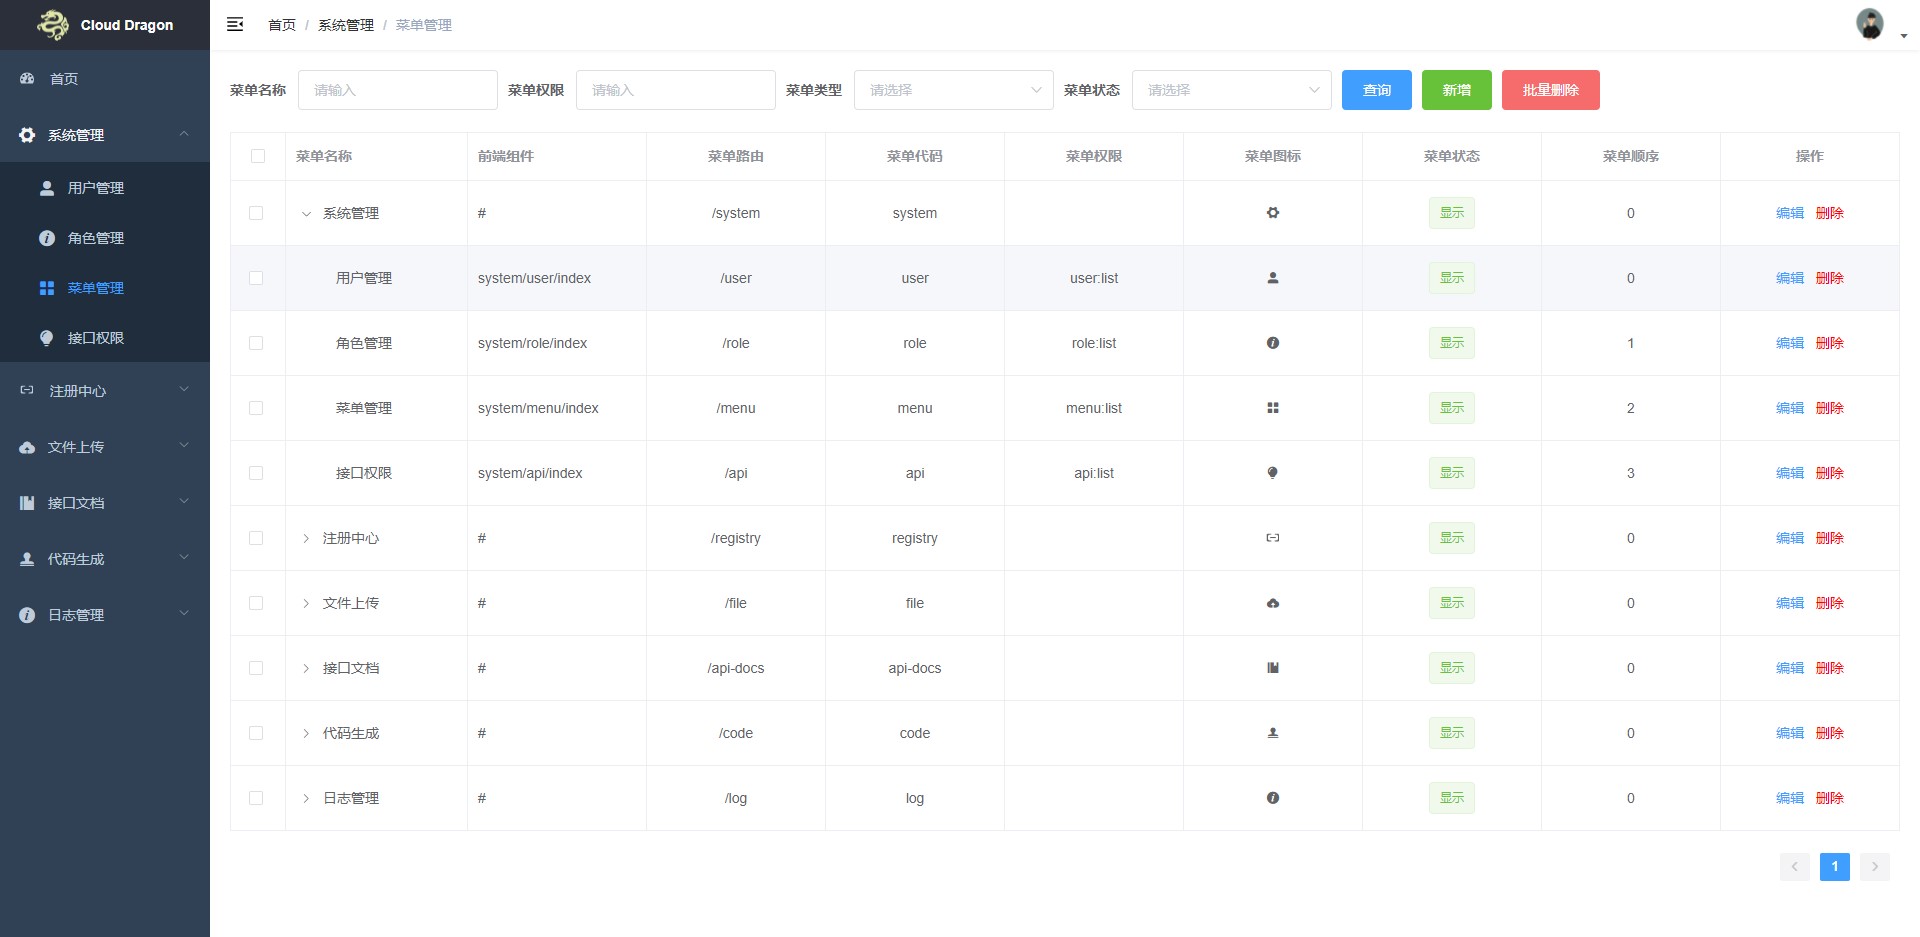 Cloud Dragon
首页 / 系统管理 / 菜单管理
首页
系统管理
用户管理
角色管理
菜单管理
接口权限
注册中心
文件上传
接口文档
代码生成
日志管理
菜单名称 请输入 菜单权限 请输入 菜单类型 请选择 菜单状态 请选择 查询 新增 批量删除
菜单名称 前端组件 菜单路由 菜单代码 菜单权限 菜单图标 菜单状态 菜单顺序 操作
系统管理 # /system system 显示 0 编辑 删除
用户管理 system/user/index /user user user:list 显示 0 编辑 删除
角色管理 system/role/index /role role role:list 显示 1 编辑 删除
菜单管理 system/menu/index /menu menu menu:list 显示 2 编辑 删除
接口权限 system/api/index /api api api:list 显示 3 编辑 删除
注册中心 # /registry registry 显示 0 编辑 删除
文件上传 # /file file 显示 0 编辑 删除
接口文档 # /api-docs api-docs 显示 0 编辑 删除
代码生成 # /code code 显示 0 编辑 删除
日志管理 # /log log 显示 0 编辑 删除
1